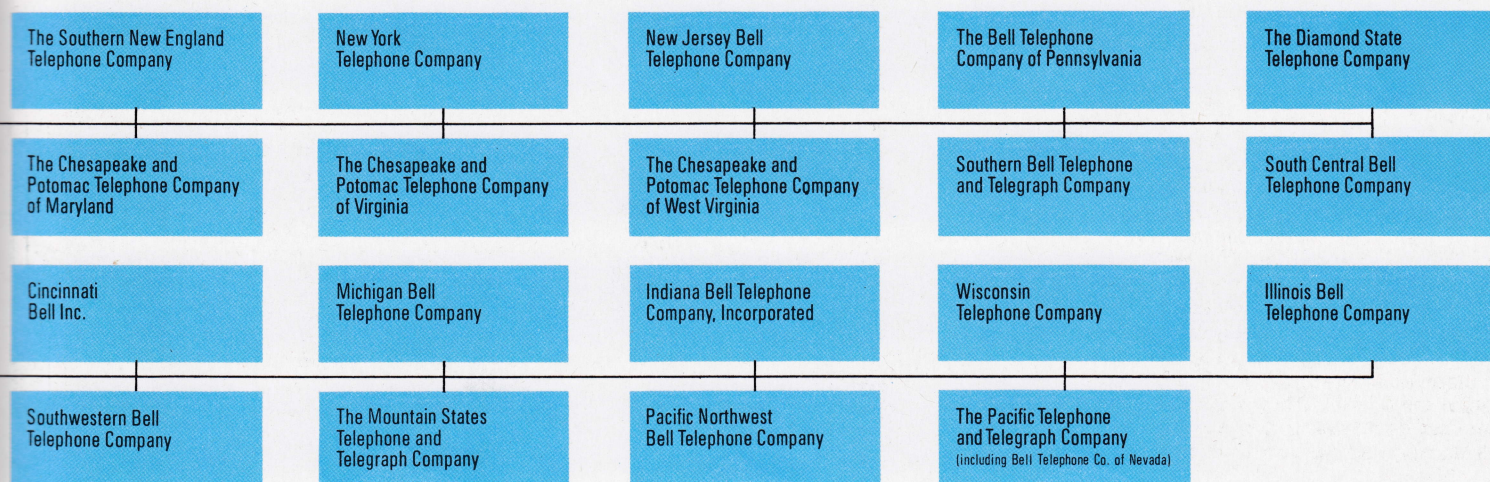 The Southern New England
Telephone Company
New York
Telephone Company
New Jersey Bell
Telephone Company
The Bell Telephone
Company of Pennsylvania
The Diamond State
Telephone Company
The Chesapeake and
Potomac Telephone Company
of Maryland
The Chesapeake and
Potomac Telephone Company
of Virginia
The Chesapeake and
Potomac Telephone Company
of West Virginia
Southern Bell Telephone
and Telegraph Company
South Central Bell
Telephone Company
Cincinnati
Bell Inc.
Michigan Bell
Telephone Company
Indiana Bell Telephone
Company, Incorporated
Wisconsin
Telephone Company
Illinois Bell
Telephone Company
Southwestern Bell
Telephone Company
The Mountain States
Telephone and
Telegraph Company
Pacific Northwest
Bell Telephone Company
The Pacific Telephone
and Telegraph Company
(including Bell Telephone Co. of Nevada)